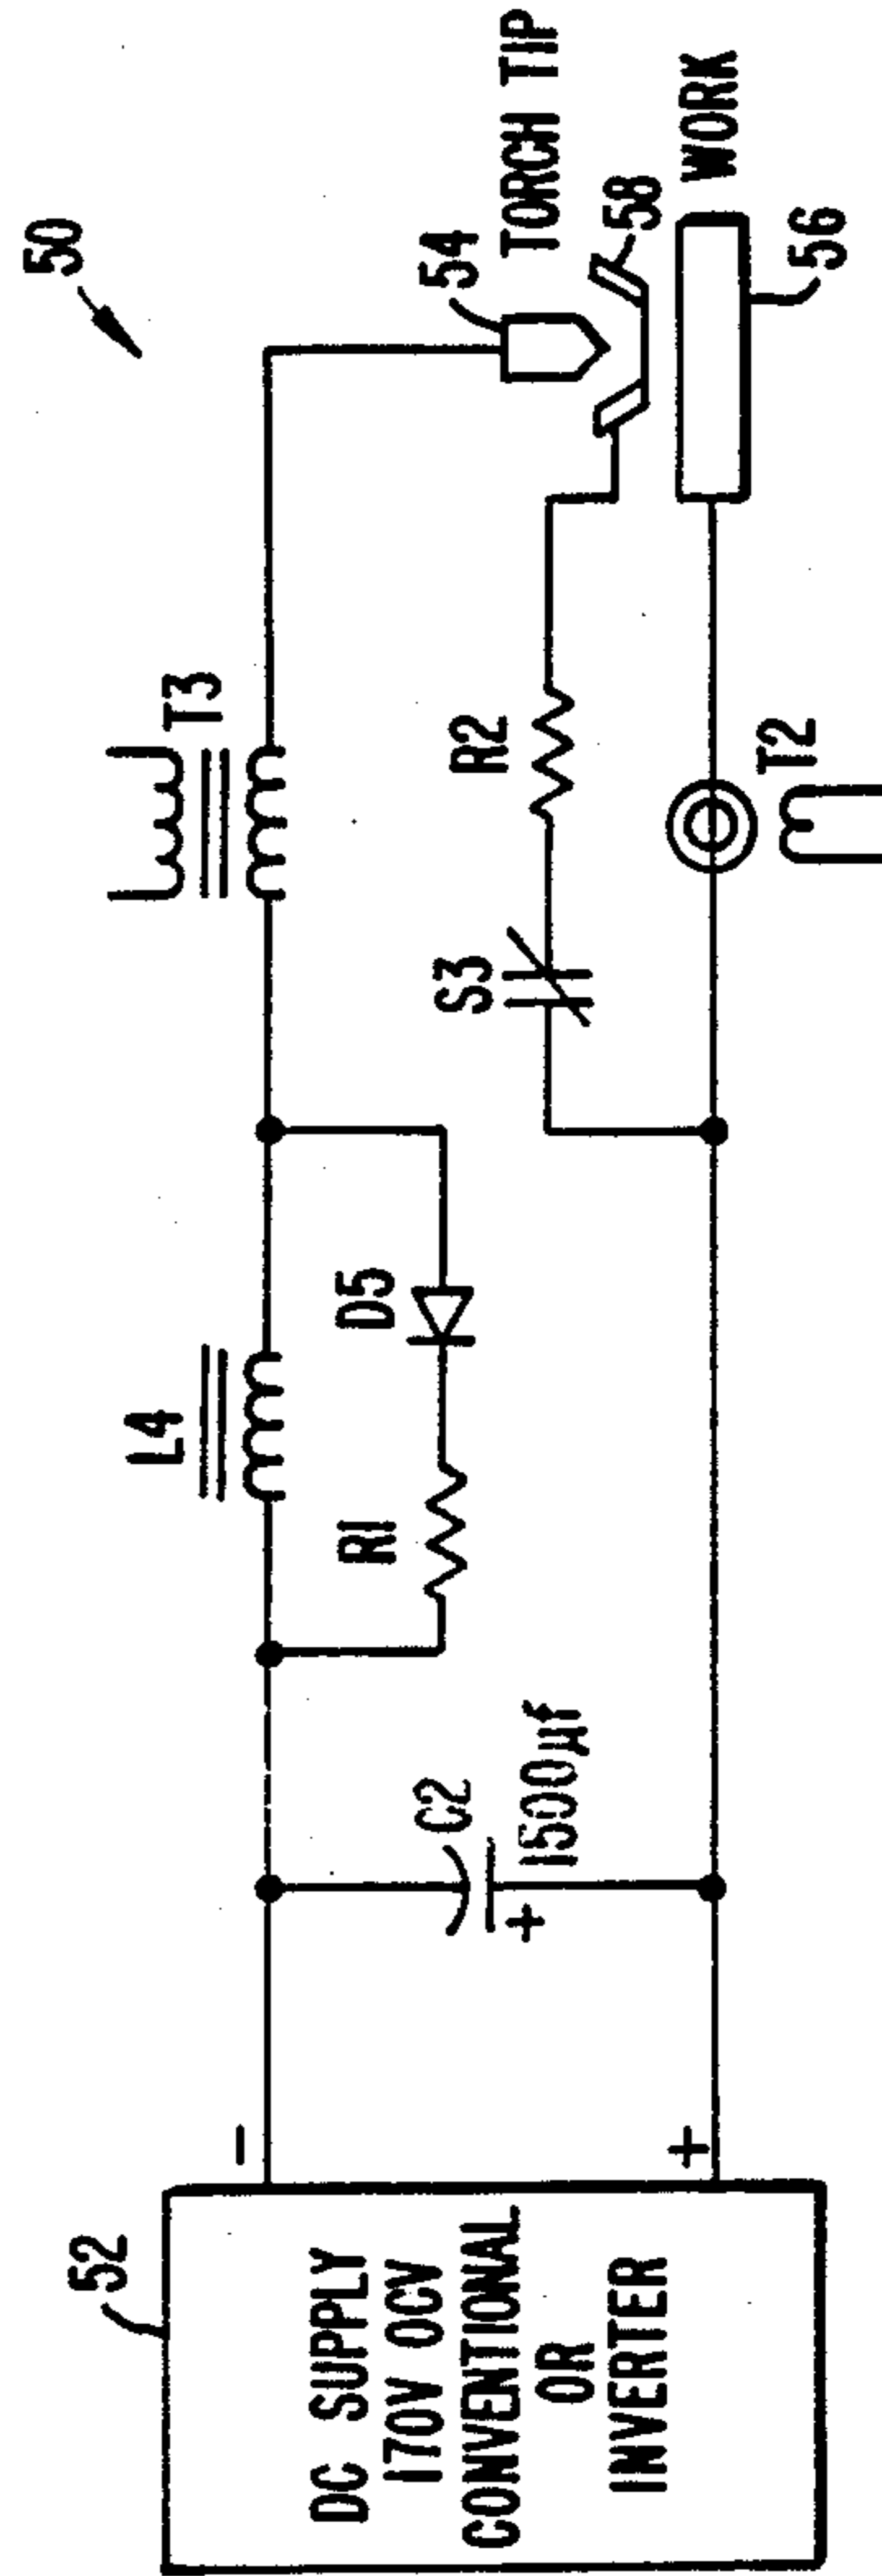 50
52
DC SUPPLY
170V OCV
CONVENTIONAL
OR
INVERTER
-
+
C2
+
1500µf
L4
R1
D5
T3
S3
R2
T2
54
TORCH TIP
58
WORK
56